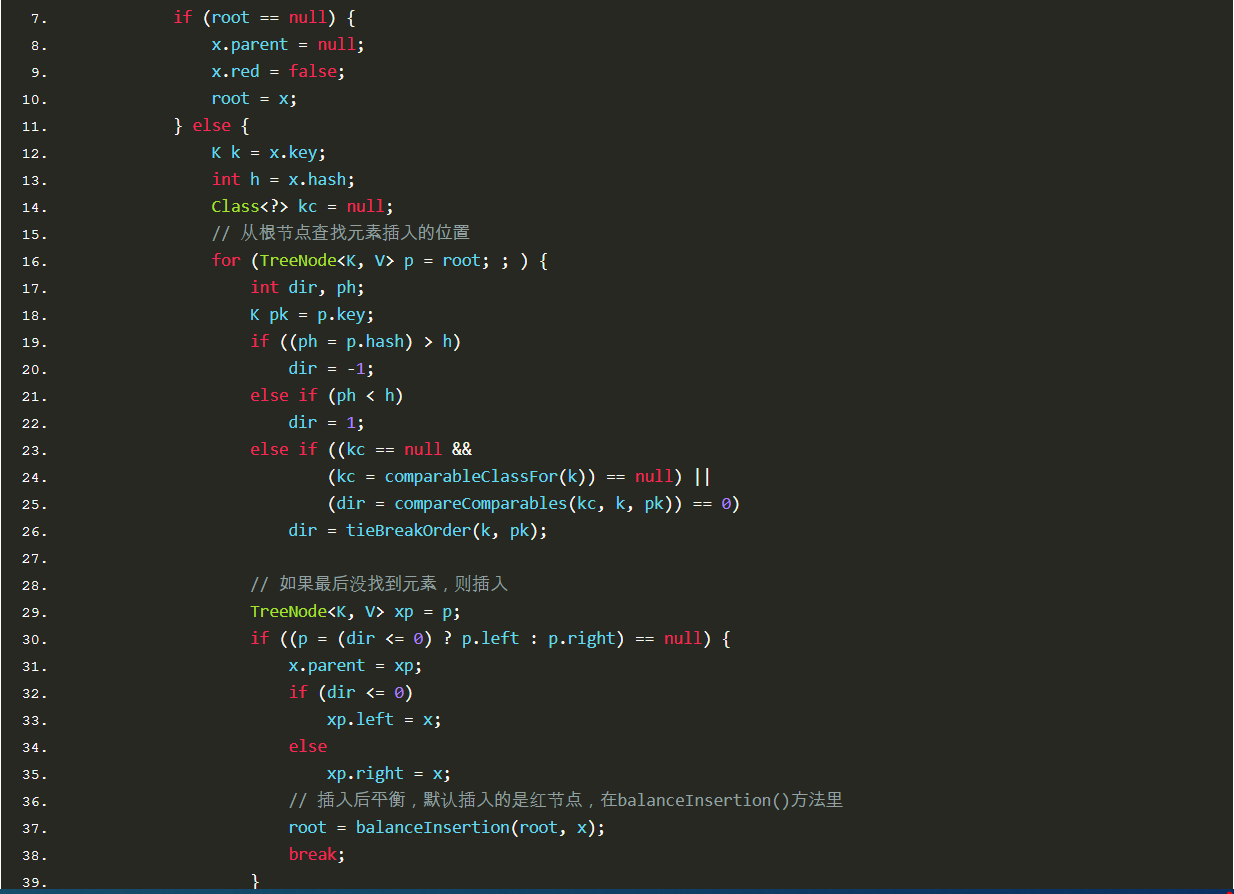 7. if (root == null) {
8. x.parent = null;
9. x.red = false;
10. root = x;
11. } else {
12. K k = x.key;
13. int h = x.hash;
14. Class<?> kc = null;
15. // 从根节点查找元素插入的位置
16. for (TreeNode<K, V> p = root; ; ) {
17. int dir, ph;
18. K pk = p.key;
19. if ((ph = p.hash) > h)
20. dir = -1;
21. else if (ph < h)
22. dir = 1;
23. else if ((kc == null &&
24. (kc = comparableClassFor(k)) == null) ||
25. (dir = compareComparables(kc, k, pk)) == 0)
26. dir = tieBreakOrder(k, pk);
27.
28. // 如果最后没找到元素，则插入
29. TreeNode<K, V> xp = p;
30. if ((p = (dir <= 0) ? p.left : p.right) == null) {
31. x.parent = xp;
32. if (dir <= 0)
33. xp.left = x;
34. else
35. xp.right = x;
36. // 插入后平衡，默认插入的是红节点，在balanceInsertion()方法里
37. root = balanceInsertion(root, x);
38. break;
39. }